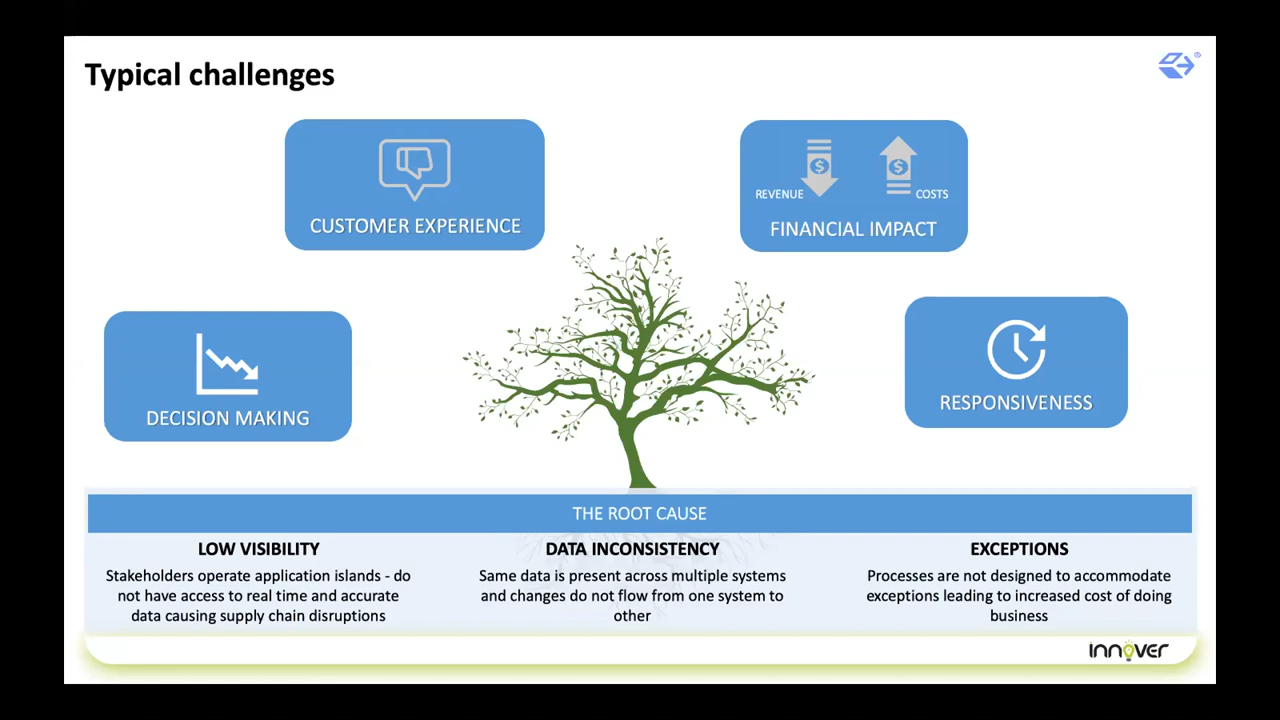 Typical challenges
®
CUSTOMER EXPERIENCE
$
$
REVENUE
COSTS
FINANCIAL IMPACT
DECISION MAKING
RESPONSIVENESS
THE ROOT CAUSE
LOW VISIBILITY
Stakeholders operate application islands - do
not have access to real time and accurate
data causing supply chain disruptions
DATA INCONSISTENCY
Same data is present across multiple systems
and changes do not flow from one system to
other
EXCEPTIONS
Processes are not designed to accommodate
exceptions leading to increased cost of doing
business
innover